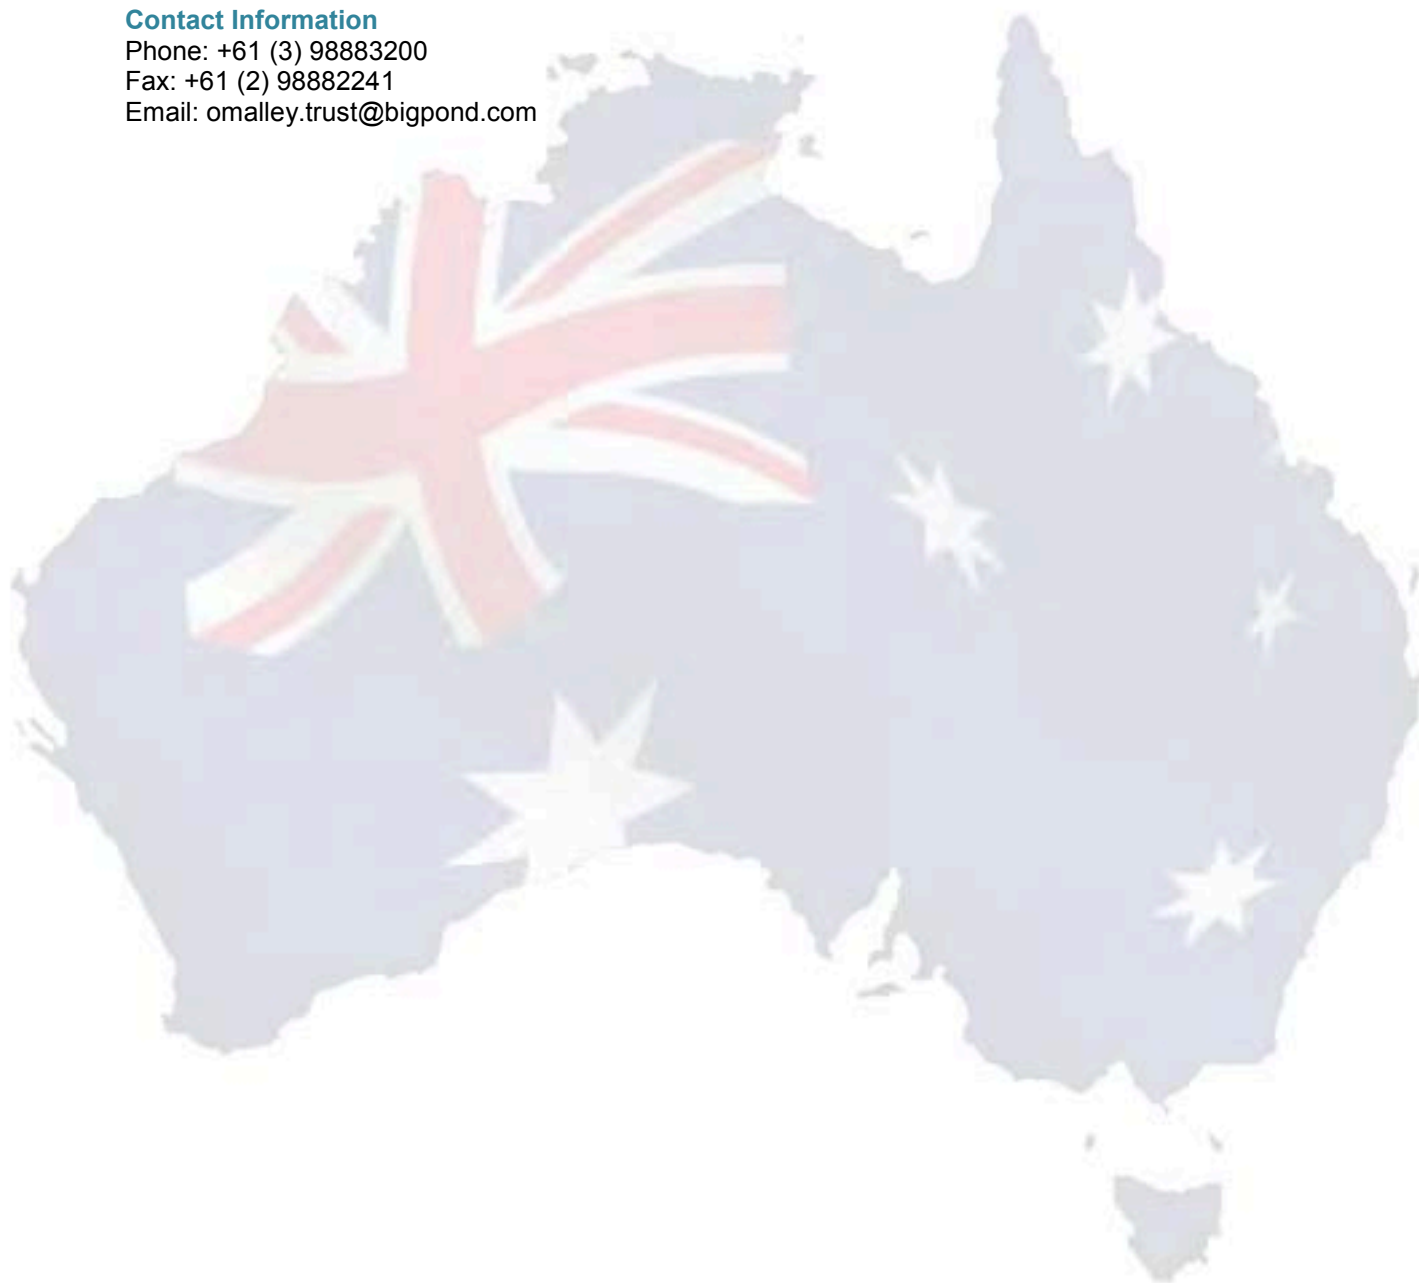 Contact Information
Phone: +61 (3) 98883200
Fax: +61 (2) 98882241
Email: omalley.trust@bigpond.com